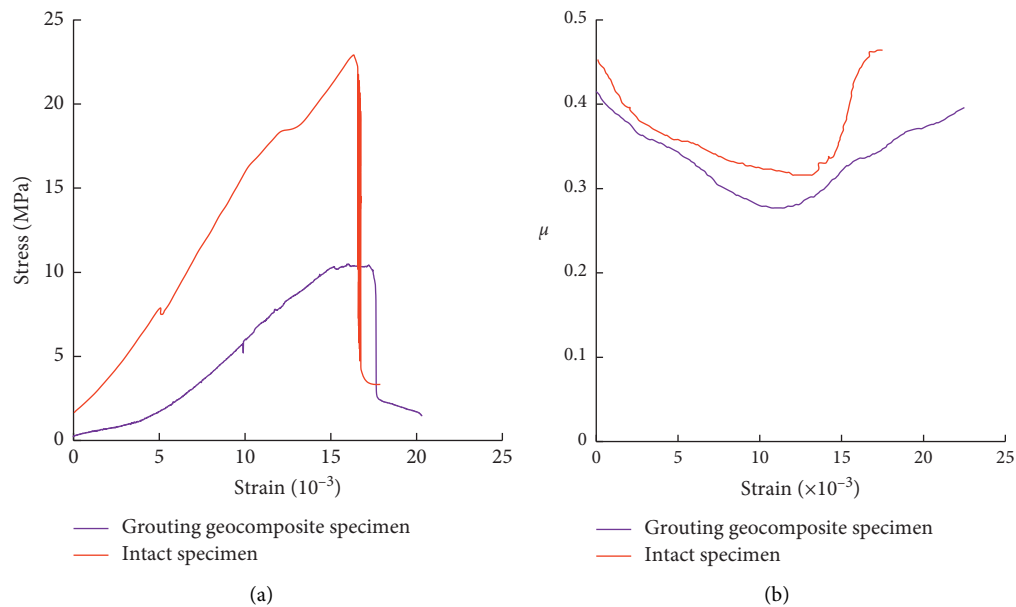 25
20
15
10
5
0
Stress (MPa)
0 5 10 15 20 25
Strain (10⁻³)
Grouting geocomposite specimen
Intact specimen
(a)
0.5
0.4
0.3
0.2
0.1
0
μ
0 5 10 15 20 25
Strain (×10⁻³)
Grouting geocomposite specimen
Intact specimen
(b)